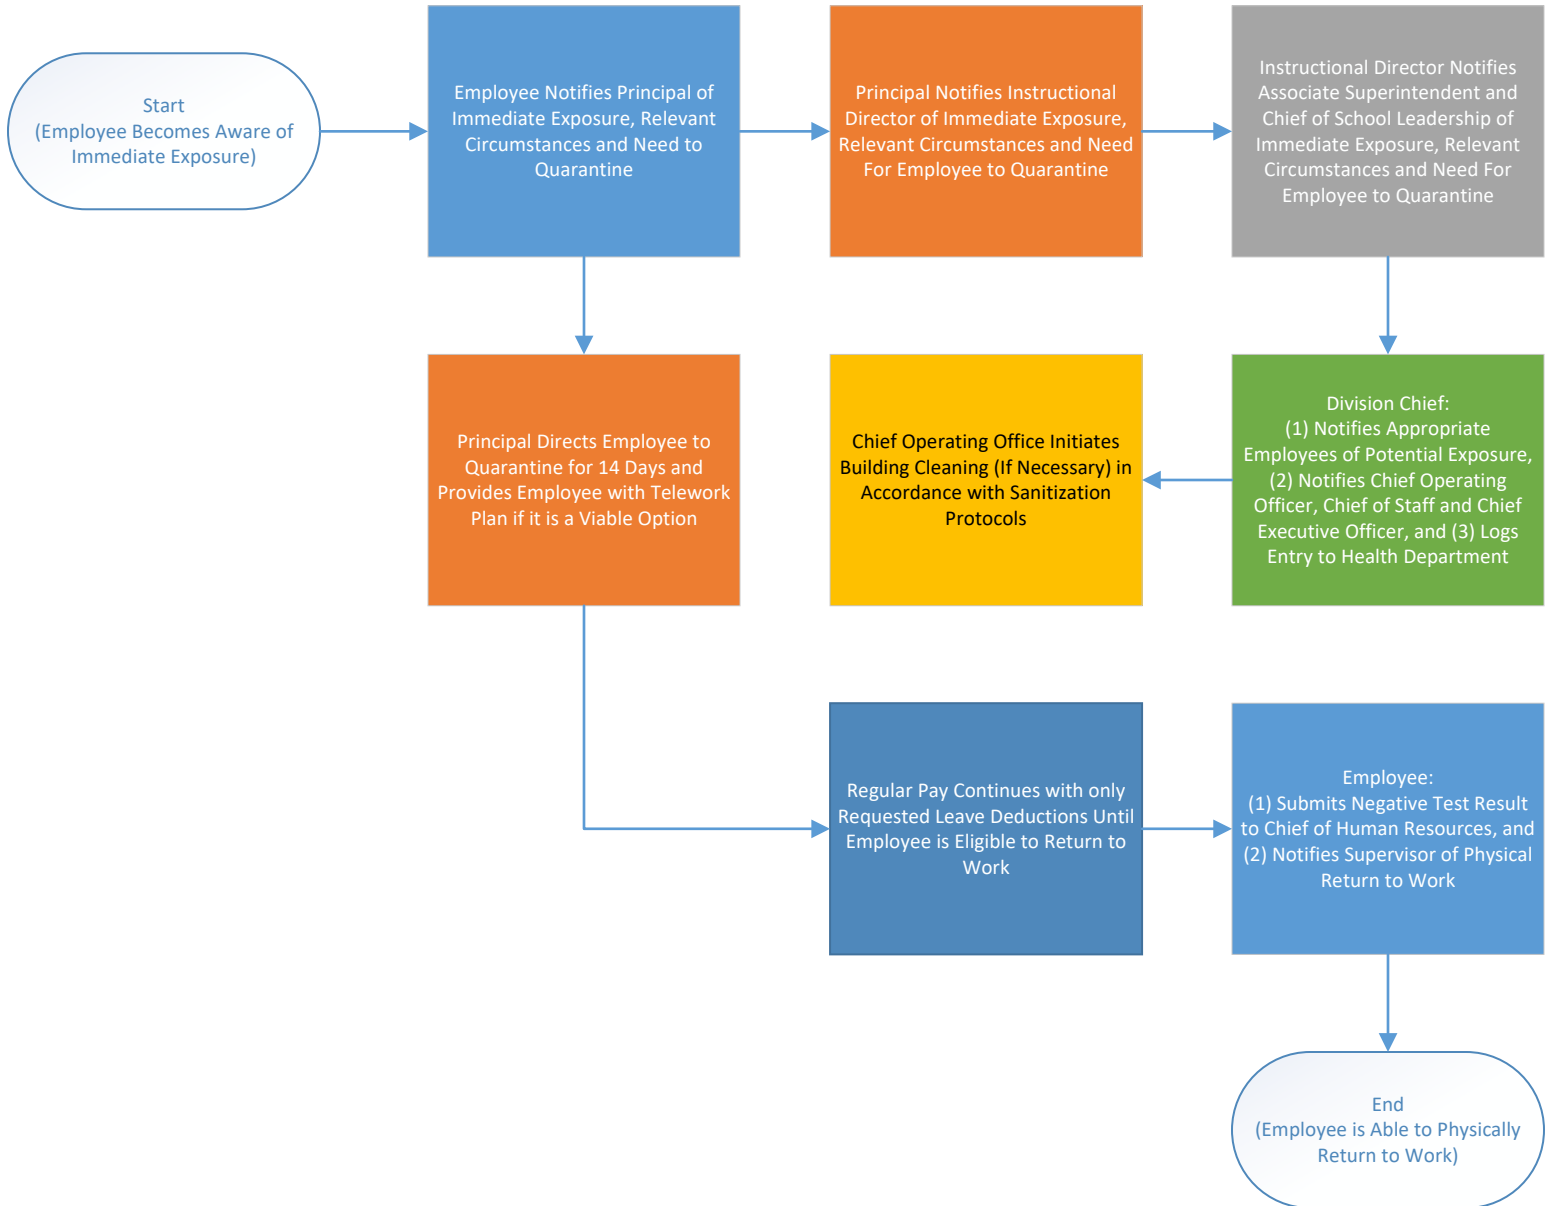 Start
(Employee Becomes Aware of
Immediate Exposure)
Employee Notifies Principal of
Immediate Exposure, Relevant
Circumstances and Need to
Quarantine
Principal Notifies Instructional
Director of Immediate Exposure,
Relevant Circumstances and Need
For Employee to Quarantine
Instructional Director Notifies
Associate Superintendent and
Chief of School Leadership of
Immediate Exposure, Relevant
Circumstances and Need For
Employee to Quarantine
Principal Directs Employee to
Quarantine for 14 Days and
Provides Employee with Telework
Plan if it is a Viable Option
Chief Operating Office Initiates
Building Cleaning (If Necessary) in
Accordance with Sanitization
Protocols
Division Chief:
(1) Notifies Appropriate
Employees of Potential Exposure,
(2) Notifies Chief Operating
Officer, Chief of Staff and Chief
Executive Officer, and (3) Logs
Entry to Health Department
Regular Pay Continues with only
Requested Leave Deductions Until
Employee is Eligible to Return to
Work
Employee:
(1) Submits Negative Test Result
to Chief of Human Resources, and
(2) Notifies Supervisor of Physical
Return to Work
End
(Employee is Able to Physically
Return to Work)